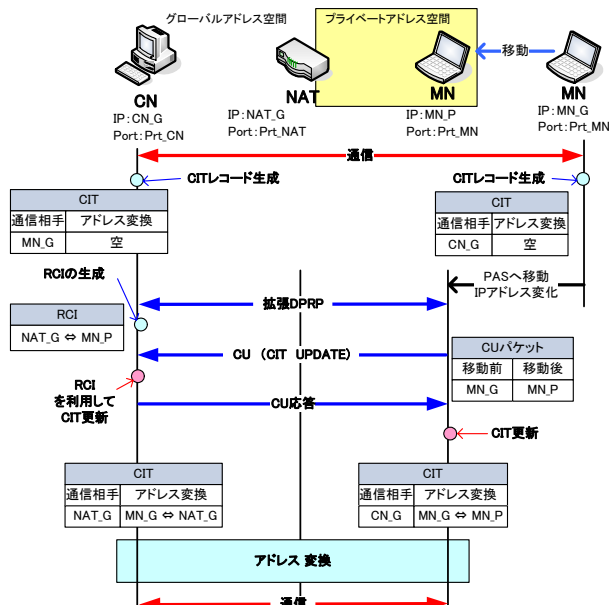 グローバルアドレス空間
プライベートアドレス空間
移動
CN
IP:CN_G
Port:Prt_CN
NAT
IP:NAT_G
Port:Prt_NAT
MN
IP:MN_P
Port:Prt_MN
MN
IP:MN_G
Port:Prt_MN
通信
CITレコード生成
CITレコード生成
CIT
通信相手 アドレス変換
MN_G 空
CIT
通信相手 アドレス変換
CN_G 空
RCIの生成
PASへ移動
IPアドレス変化
拡張DPRP
RCI
NAT_G ⇔ MN_P
CU (CIT UPDATE)
CUパケット
移動前 移動後
MN_G MN_P
RCI
を利用して
CIT更新
CU応答
CIT更新
CIT
通信相手 アドレス変換
NAT_G MN_G ⇔ NAT_G
CIT
通信相手 アドレス変換
CN_G MN_G ⇔ MN_P
アドレス 変換
通信